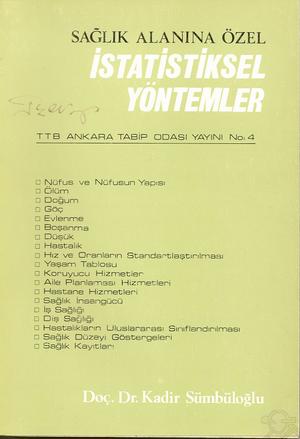 SAĞLIK ALANINA ÖZEL
İSTATİSTİKSEL
YÖNTEMLER
TTB ANKARA TABİP ODASI YAYINI No: 4
□ Nüfus ve Nüfusun Yapısı
□ Ölüm
□ Doğum
□ Göç
□ Evlenme
□ Boşanma
□ Düşük
□ Hastalık
□ Hız ve Oranların Standartlaştırılması
□ Yaşam Tablosu
□ Koruyucu Hizmetler
□ Aile Planlaması Hizmetleri
□ Hastane Hizmetleri
□ Sağlık İnsangücü
□ İş Sağlığı
□ Diş Sağlığı
□ Hastalıkların Uluslararası Sınıflandırılması
□ Sağlık Düzeyi Göstergeleri
□ Sağlık Kayıtları
Doç. Dr. Kadir Sümbüloğlu